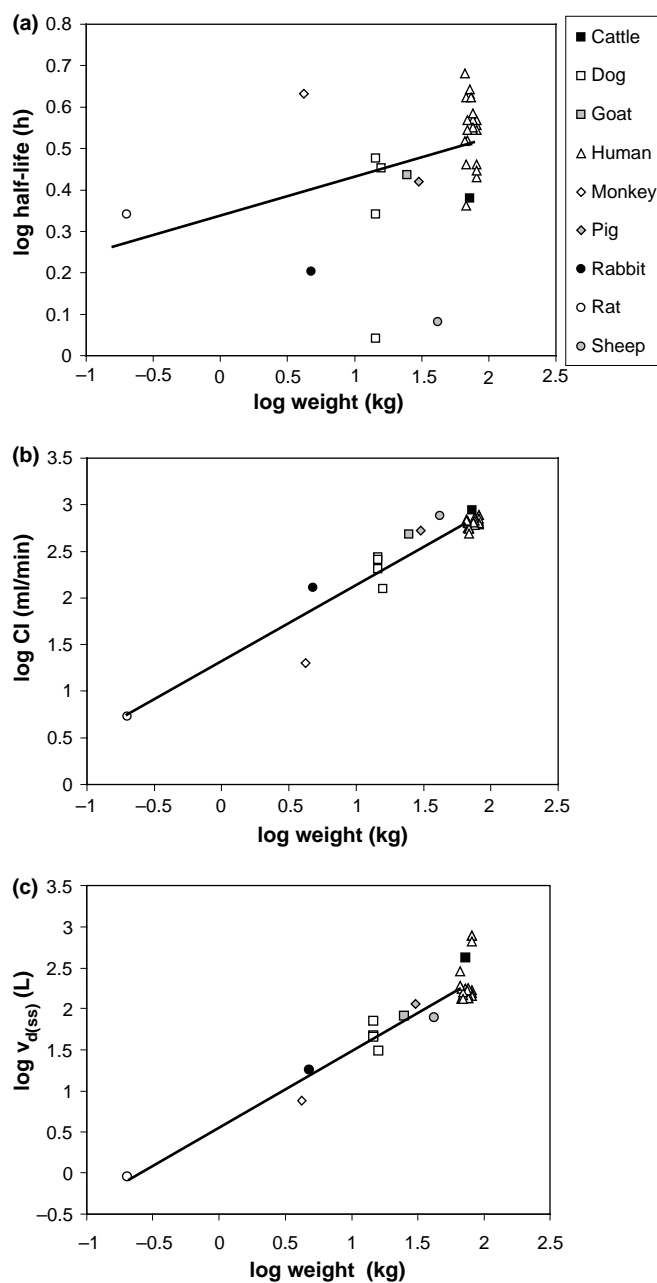 (a)
0.8
0.7
0.6
0.5
0.4
0.3
0.2
0.1
0
log half-life (h)
–1
–0.5
0
0.5
1
1.5
2
2.5
log weight (kg)
Cattle
Dog
Goat
Human
Monkey
Pig
Rabbit
Rat
Sheep
(b)
3.5
3
2.5
2
1.5
1
0.5
0
log Cl (ml/min)
–1
–0.5
0
0.5
1
1.5
2
2.5
log weight (kg)
(c)
3.5
3
2.5
2
1.5
1
0.5
0
–0.5
log v d(ss) (L)
–1
–0.5
0
0.5
1
1.5
2
2.5
log weight (kg)